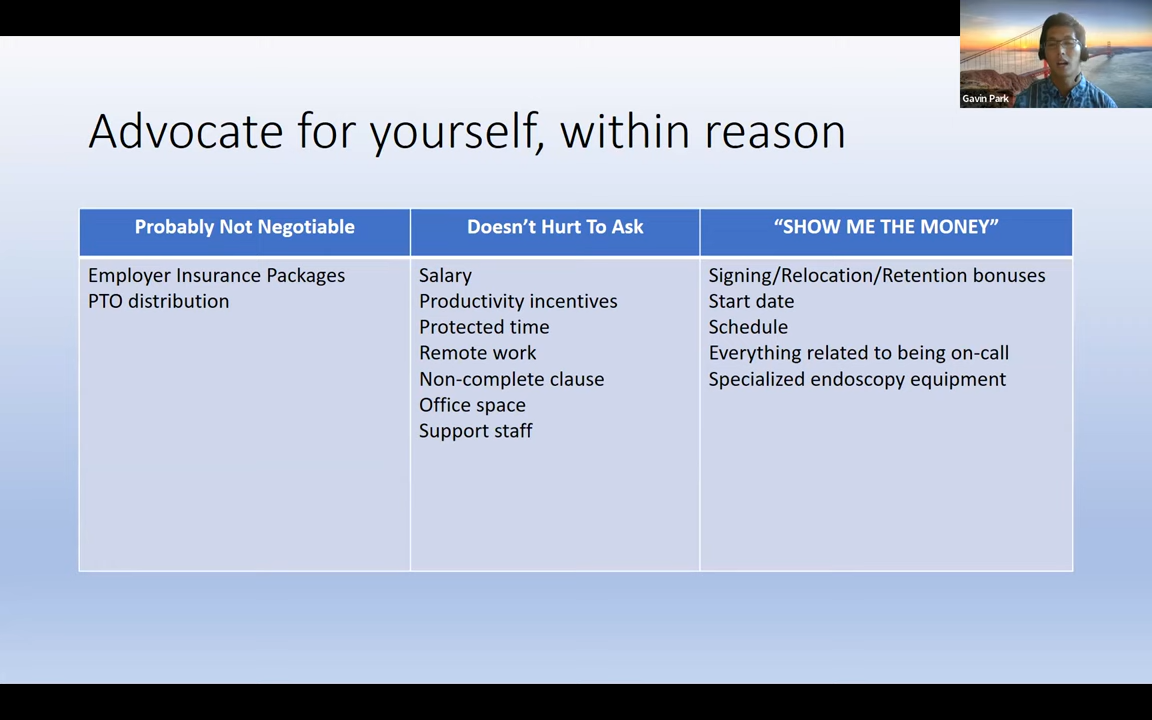 Gavin Park
Advocate for yourself, within reason
Probably Not Negotiable
Doesn’t Hurt To Ask
“SHOW ME THE MONEY”
Employer Insurance Packages
PTO distribution
Salary
Productivity incentives
Protected time
Remote work
Non-complete clause
Office space
Support staff
Signing/Relocation/Retention bonuses
Start date
Schedule
Everything related to being on-call
Specialized endoscopy equipment